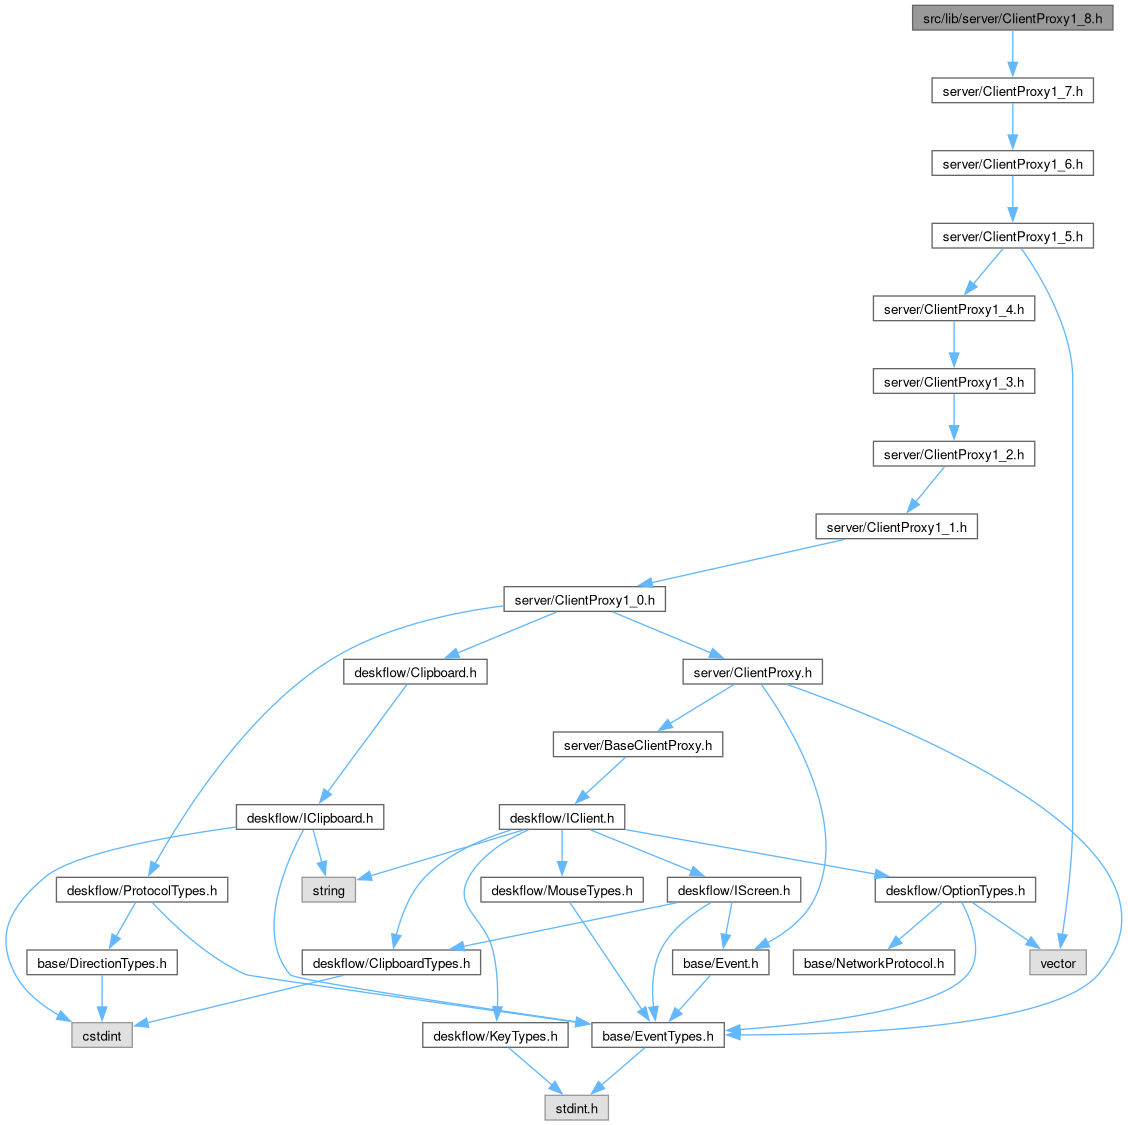 src/lib/server/ClientProxy1_8.h
server/ClientProxy1_7.h
server/ClientProxy1_6.h
server/ClientProxy1_5.h
server/ClientProxy1_4.h
server/ClientProxy1_3.h
server/ClientProxy1_2.h
server/ClientProxy1_1.h
server/ClientProxy1_0.h
deskflow/Clipboard.h
server/ClientProxy.h
server/BaseClientProxy.h
deskflow/IClipboard.h
deskflow/IClient.h
deskflow/ProtocolTypes.h
string
deskflow/MouseTypes.h
deskflow/IScreen.h
deskflow/OptionTypes.h
base/DirectionTypes.h
deskflow/ClipboardTypes.h
base/Event.h
base/NetworkProtocol.h
vector
cstdint
deskflow/KeyTypes.h
base/EventTypes.h
stdint.h